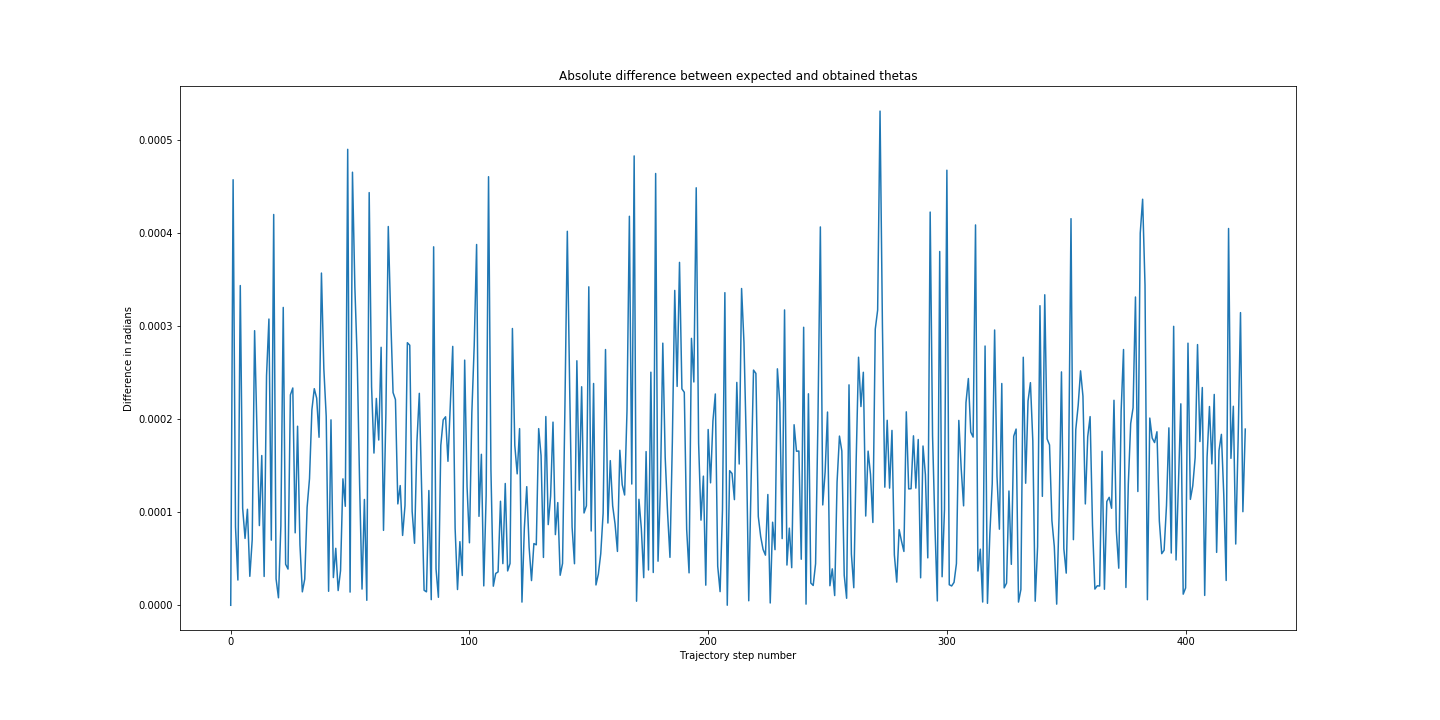 Absolute difference between expected and obtained thetas
0.0005
0.0004
0.0003
0.0002
0.0001
0.0000
Difference in radians
0 100 200 300 400
Trajectory step number